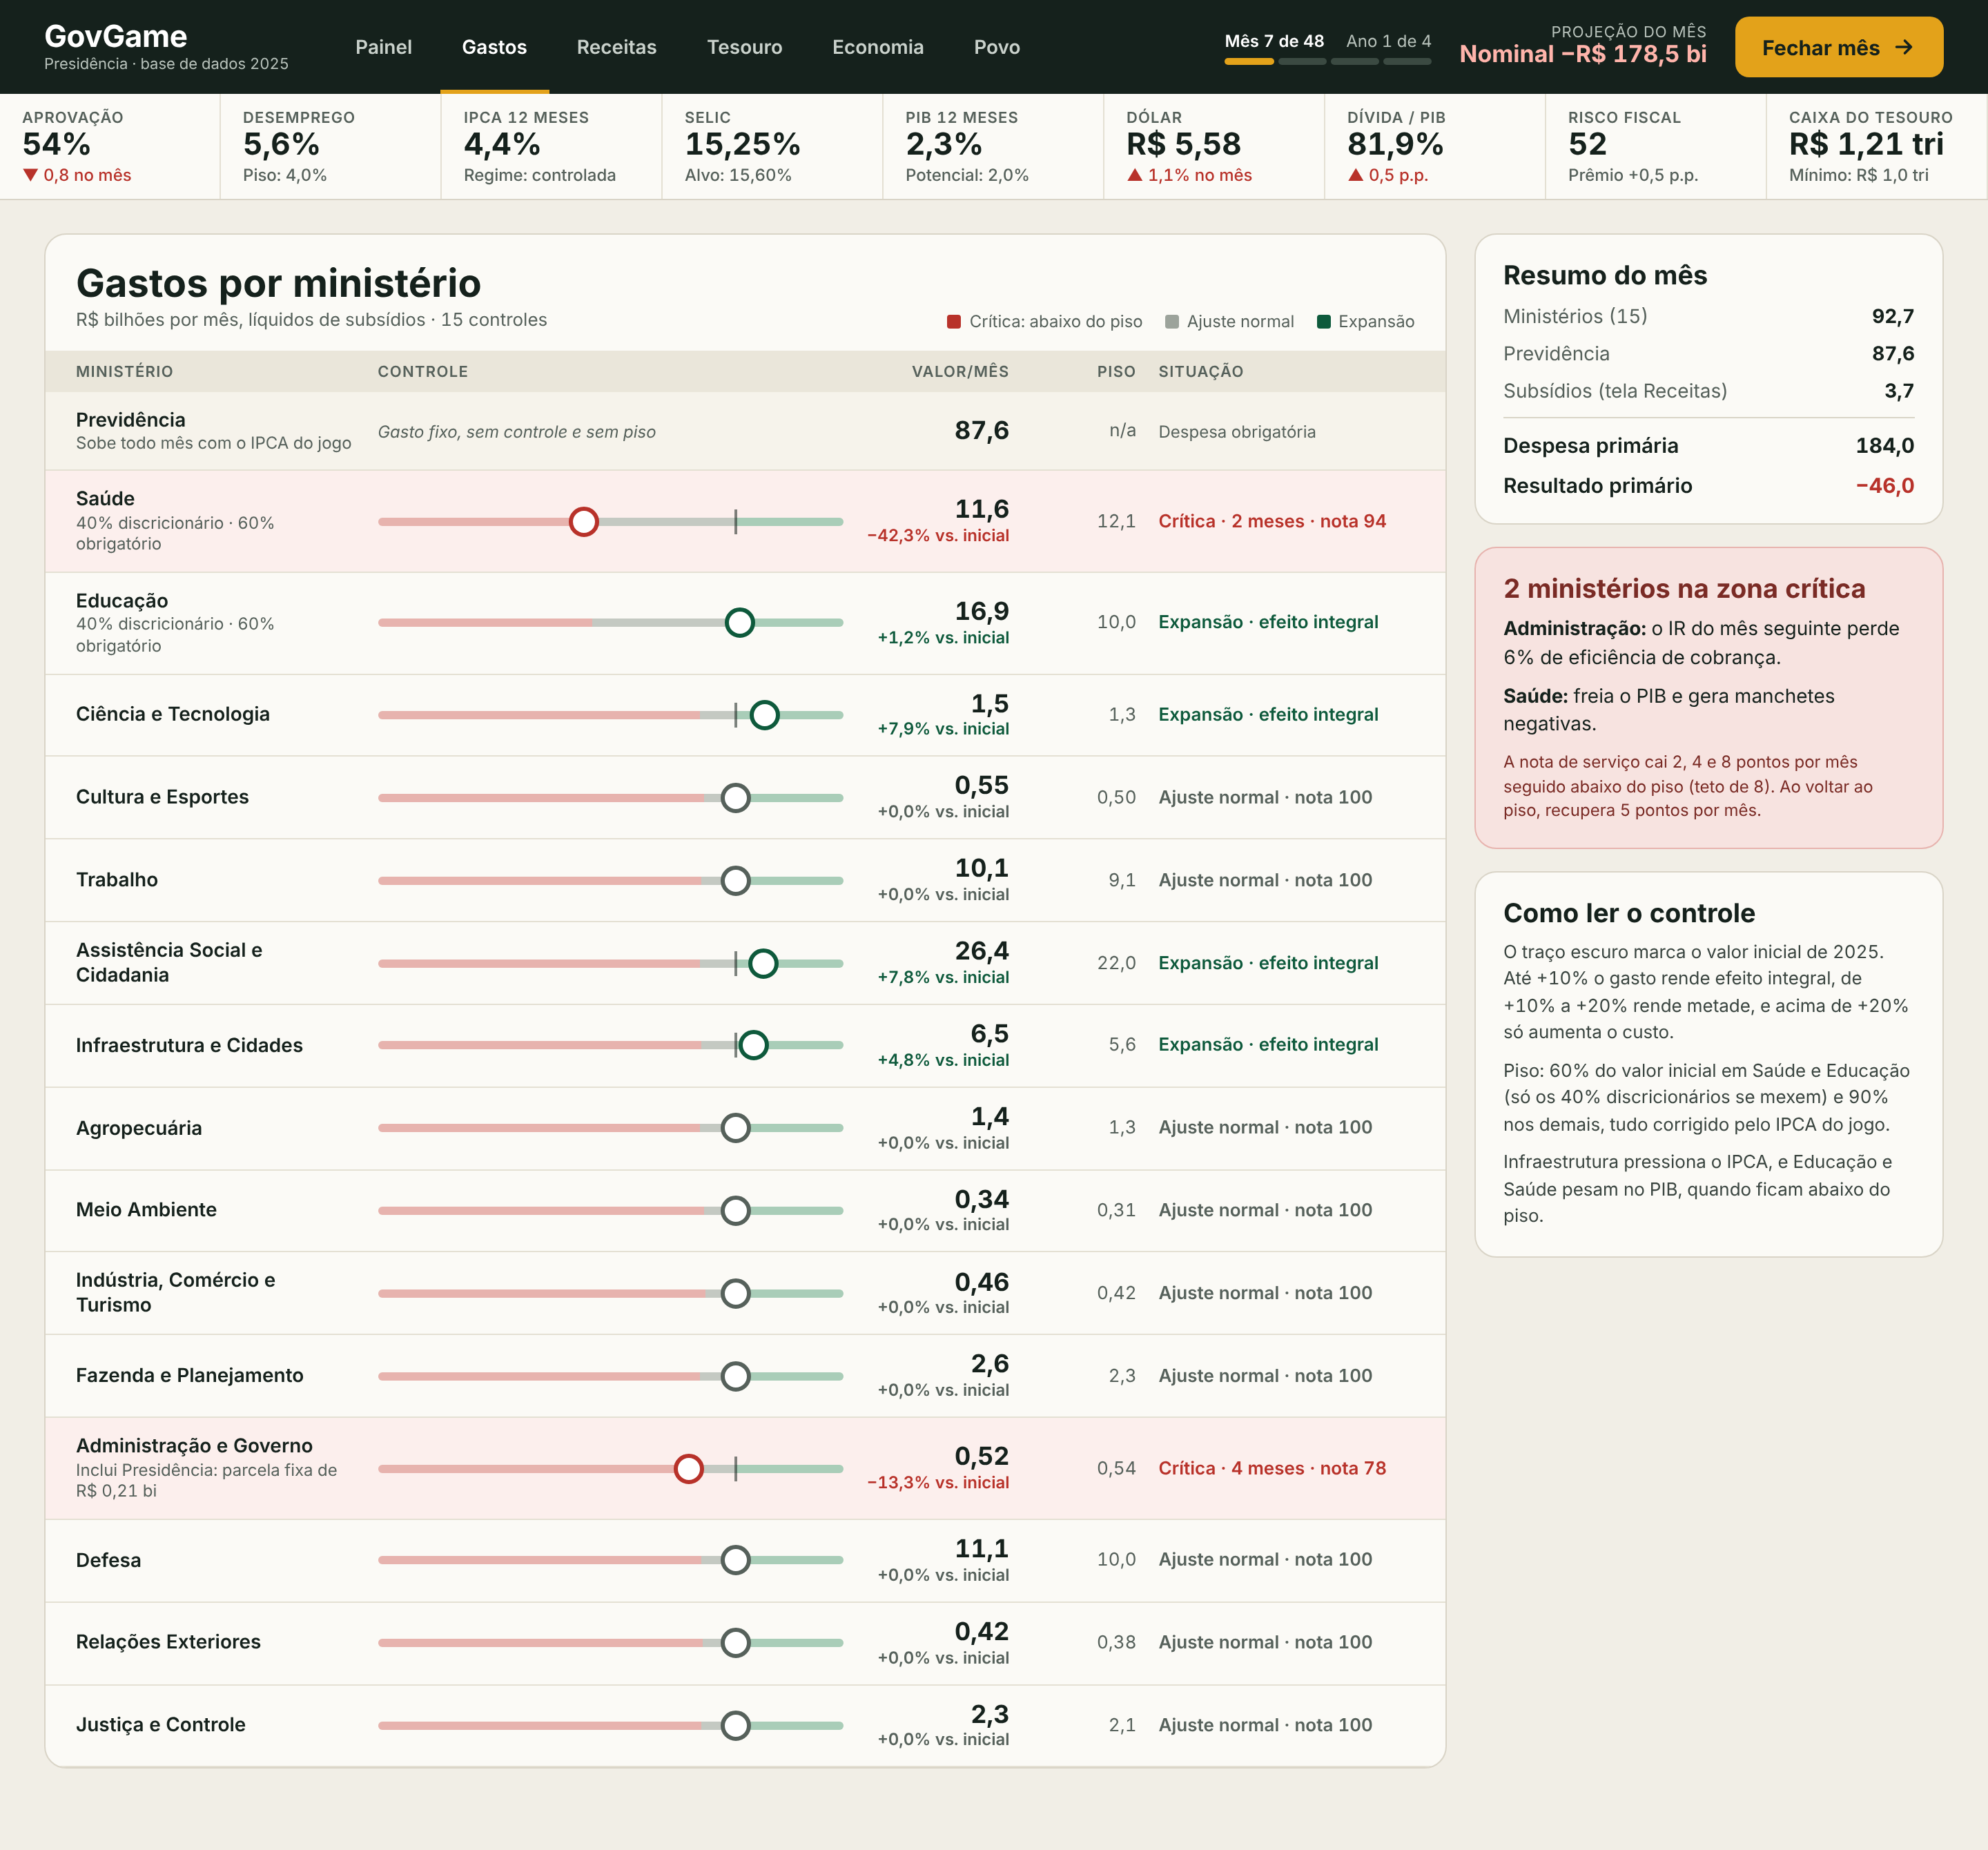 GovGame
Presidência · base de dados 2025
Painel
Gastos
Receitas
Tesouro
Economia
Povo
Mês 7 de 48
Ano 1 de 4
PROJEÇÃO DO MÊS
Nominal −R$ 178,5 bi
Fechar mês →
APROVAÇÃO
54%
▼ 0,8 no mês
DESEMPREGO
5,6%
Piso: 4,0%
IPCA 12 MESES
4,4%
Regime: controlada
SELIC
15,25%
Alvo: 15,60%
PIB 12 MESES
2,3%
Potencial: 2,0%
DÓLAR
R$ 5,58
▲ 1,1% no mês
DÍVIDA / PIB
81,9%
▲ 0,5 p.p.
RISCO FISCAL
52
Prêmio +0,5 p.p.
CAIXA DO TESOURO
R$ 1,21 tri
Mínimo: R$ 1,0 tri
Gastos por ministério
R$ bilhões por mês, líquidos de subsídios · 15 controles
Crítica: abaixo do piso
Ajuste normal
Expansão
MINISTÉRIO
CONTROLE
VALOR/MÊS
PISO
SITUAÇÃO
Previdência
Sobe todo mês com o IPCA do jogo
Gasto fixo, sem controle e sem piso
87,6
n/a
Despesa obrigatória
Saúde
40% discricionário · 60%
obrigatório
11,6
−42,3% vs. inicial
12,1
Crítica · 2 meses · nota 94
Educação
40% discricionário · 60%
obrigatório
16,9
+1,2% vs. inicial
10,0
Expansão · efeito integral
Ciência e Tecnologia
1,5
+7,9% vs. inicial
1,3
Expansão · efeito integral
Cultura e Esportes
0,55
+0,0% vs. inicial
0,50
Ajuste normal · nota 100
Trabalho
10,1
+0,0% vs. inicial
9,1
Ajuste normal · nota 100
Assistência Social e
Cidadania
26,4
+7,8% vs. inicial
22,0
Expansão · efeito integral
Infraestrutura e Cidades
6,5
+4,8% vs. inicial
5,6
Expansão · efeito integral
Agropecuária
1,4
+0,0% vs. inicial
1,3
Ajuste normal · nota 100
Meio Ambiente
0,34
+0,0% vs. inicial
0,31
Ajuste normal · nota 100
Indústria, Comércio e
Turismo
0,46
+0,0% vs. inicial
0,42
Ajuste normal · nota 100
Fazenda e Planejamento
2,6
+0,0% vs. inicial
2,3
Ajuste normal · nota 100
Administração e Governo
Inclui Presidência: parcela fixa de
R$ 0,21 bi
0,52
−13,3% vs. inicial
0,54
Crítica · 4 meses · nota 78
Defesa
11,1
+0,0% vs. inicial
10,0
Ajuste normal · nota 100
Relações Exteriores
0,42
+0,0% vs. inicial
0,38
Ajuste normal · nota 100
Justiça e Controle
2,3
+0,0% vs. inicial
2,1
Ajuste normal · nota 100
Resumo do mês
Ministérios (15)
92,7
Previdência
87,6
Subsídios (tela Receitas)
3,7
Despesa primária
184,0
Resultado primário
−46,0
2 ministérios na zona crítica
Administração: o IR do mês seguinte perde
6% de eficiência de cobrança.
Saúde: freia o PIB e gera manchetes
negativas.
A nota de serviço cai 2, 4 e 8 pontos por mês
seguido abaixo do piso (teto de 8). Ao voltar ao
piso, recupera 5 pontos por mês.
Como ler o controle
O traço escuro marca o valor inicial de 2025.
Até +10% o gasto rende efeito integral, de
+10% a +20% rende metade, e acima de +20%
só aumenta o custo.
Piso: 60% do valor inicial em Saúde e Educação
(só os 40% discricionários se mexem) e 90%
nos demais, tudo corrigido pelo IPCA do jogo.
Infraestrutura pressiona o IPCA, e Educação e
Saúde pesam no PIB, quando ficam abaixo do
piso.